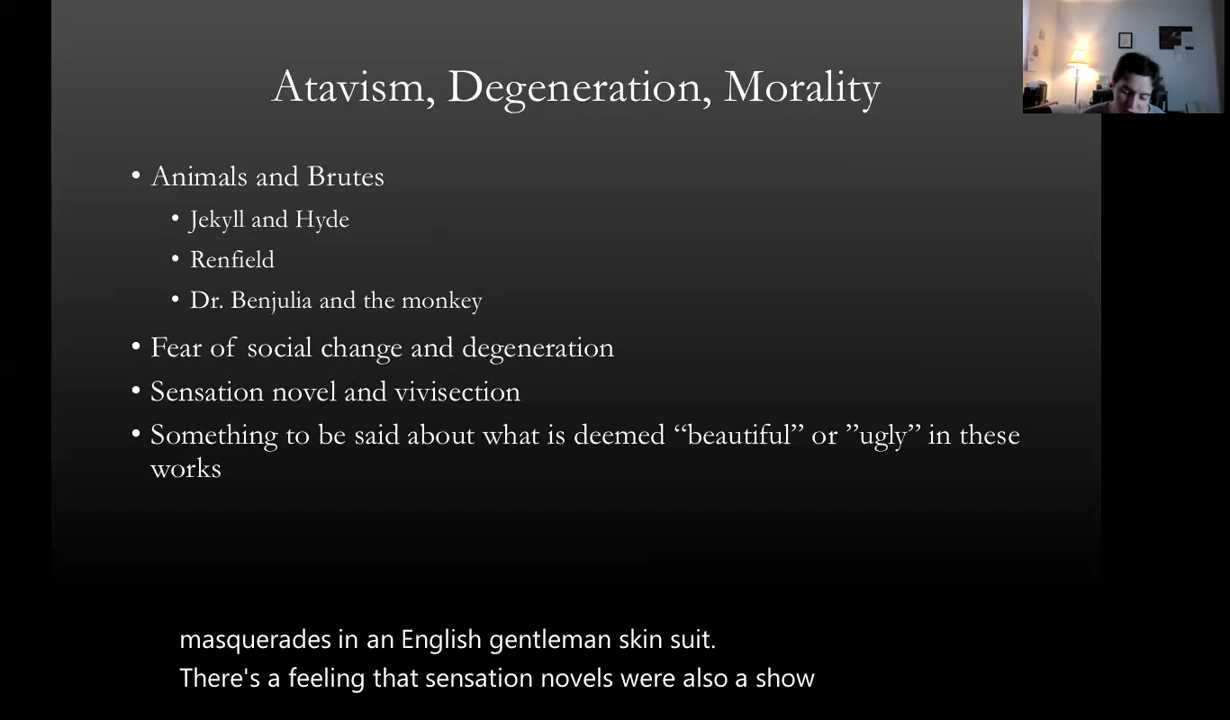 Atavism, Degeneration, Morality
• Animals and Brutes
• Jekyll and Hyde
• Renfield
• Dr. Benjulia and the monkey
• Fear of social change and degeneration
• Sensation novel and vivisection
• Something to be said about what is deemed “beautiful” or ”ugly” in these
works
masquerades in an English gentleman skin suit.
There's a feeling that sensation novels were also a show